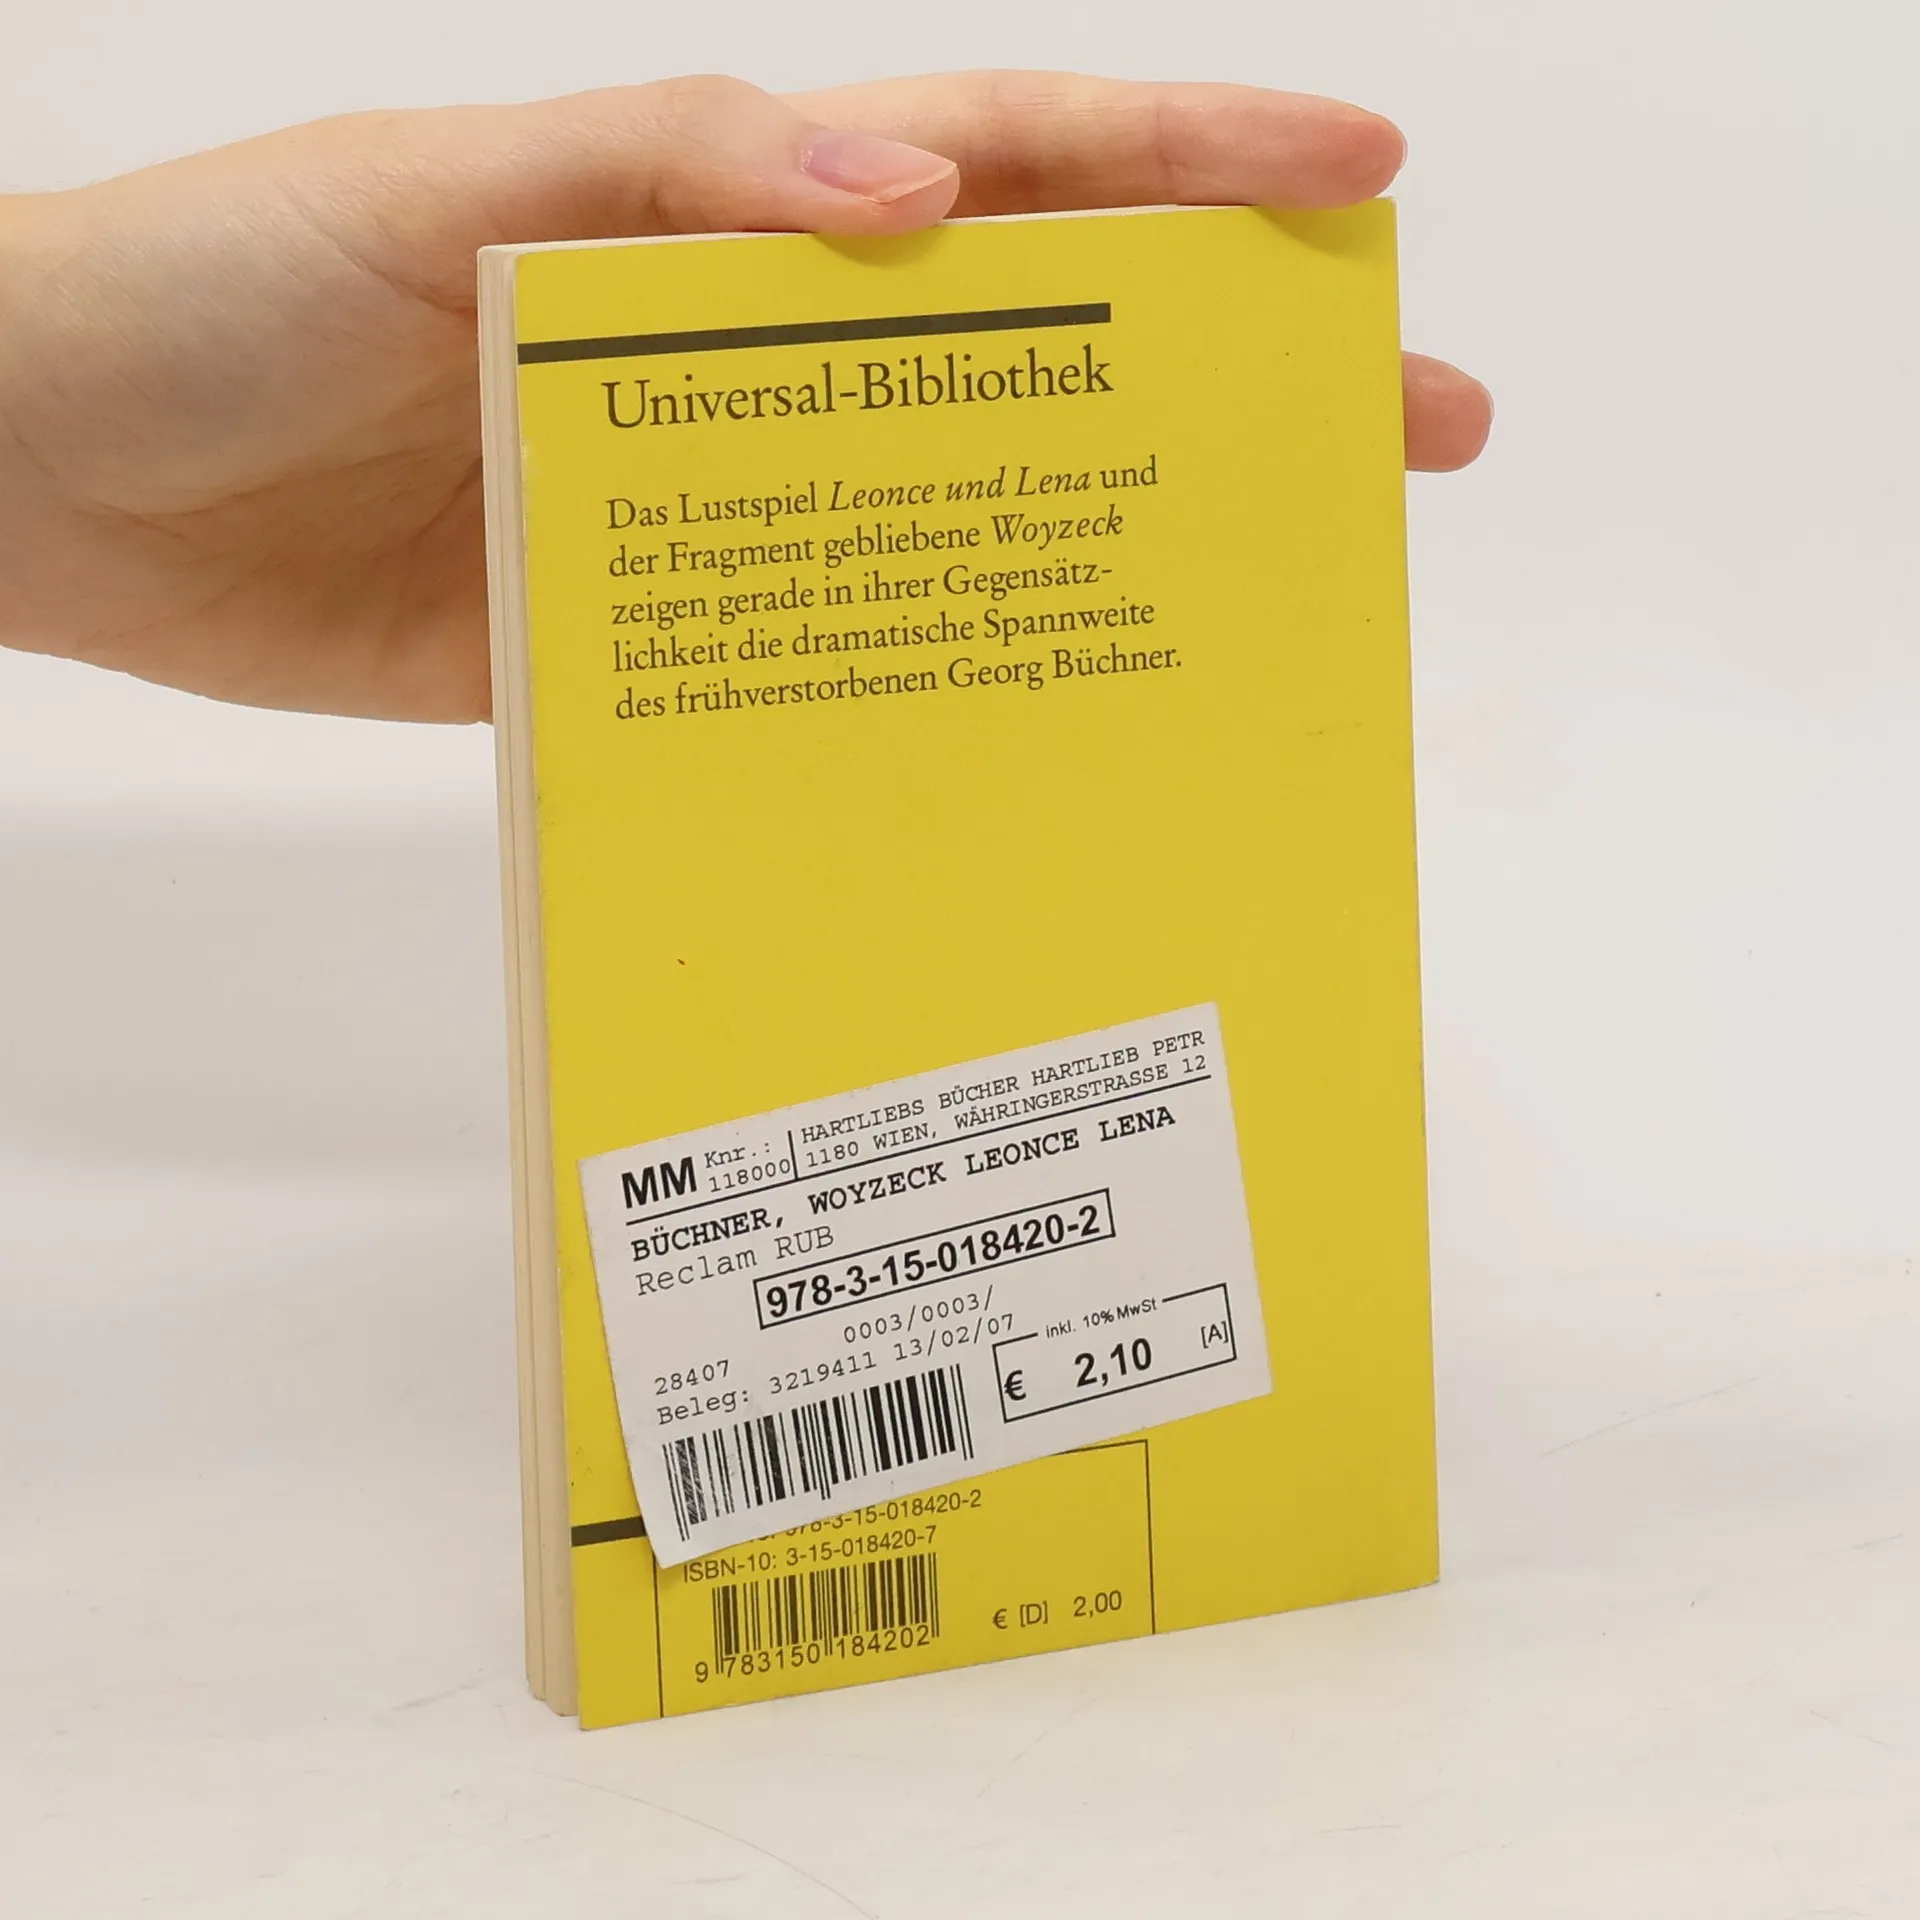 Universal-Bibliothek
Das Lustspiel Leonce und Lena und
der Fragment gebliebene Woyzeck
zeigen gerade in ihrer Gegensätz-
lichkeit die dramatische Spannweite
des frühverstorbenen Georg Büchner.
MM Knr.: 118000
HARTLIEBS BÜCHER HARTLIEB PETR
1180 WIEN, WÄHRINGERSTRASSE 12
BÜCHNER, WOYZECK LEONCE LENA
Reclam RUB
978-3-15-018420-2
0003/0003/
28407
Beleg: 3219411 13/02/07
inkl. 10% MwSt
€ 2,10 [A]
978-3-15-018420-2
ISBN-10: 3-15-018420-7
9 783150 184202
€ [D] 2,00